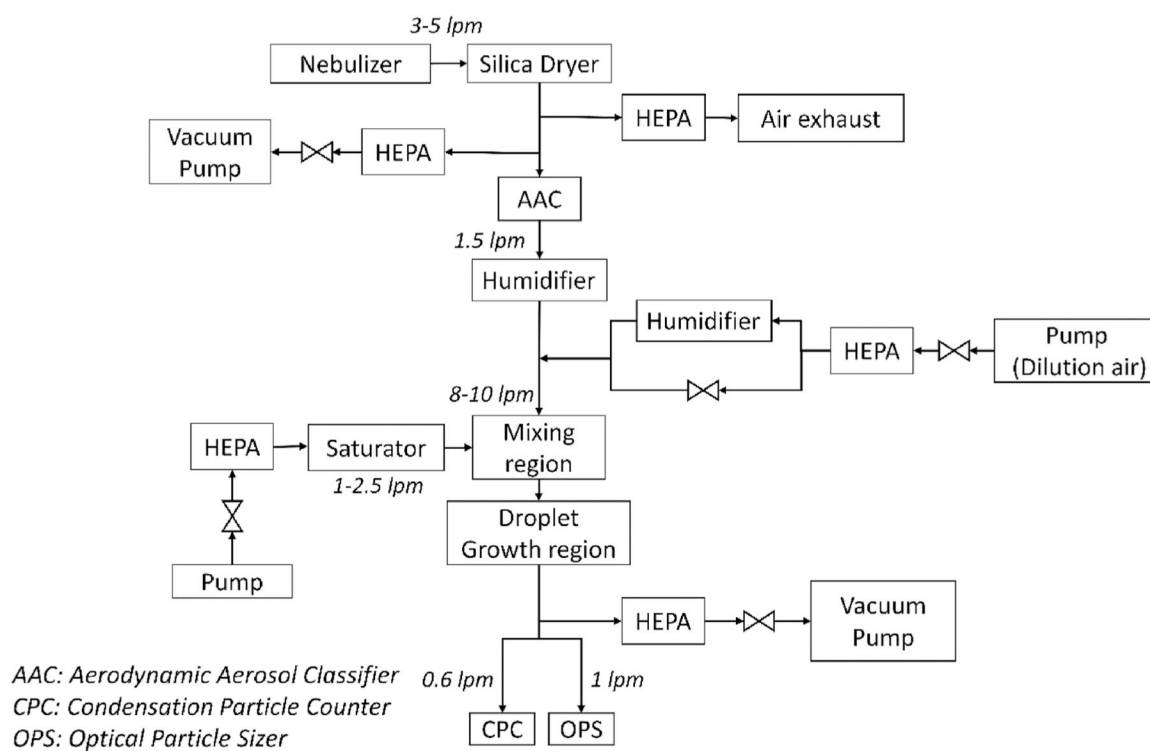 3-5 lpm
Nebulizer
Silica Dryer
HEPA
Air exhaust
Vacuum
Pump
HEPA
AAC
1.5 lpm
Humidifier
Humidifier
HEPA
Pump
(Dilution air)
8-10 lpm
HEPA
Saturator
Mixing
region
1-2.5 lpm
Droplet
Growth region
Pump
HEPA
Vacuum
Pump
0.6 lpm
1 lpm
CPC
OPS
AAC: Aerodynamic Aerosol Classifier
CPC: Condensation Particle Counter
OPS: Optical Particle Sizer